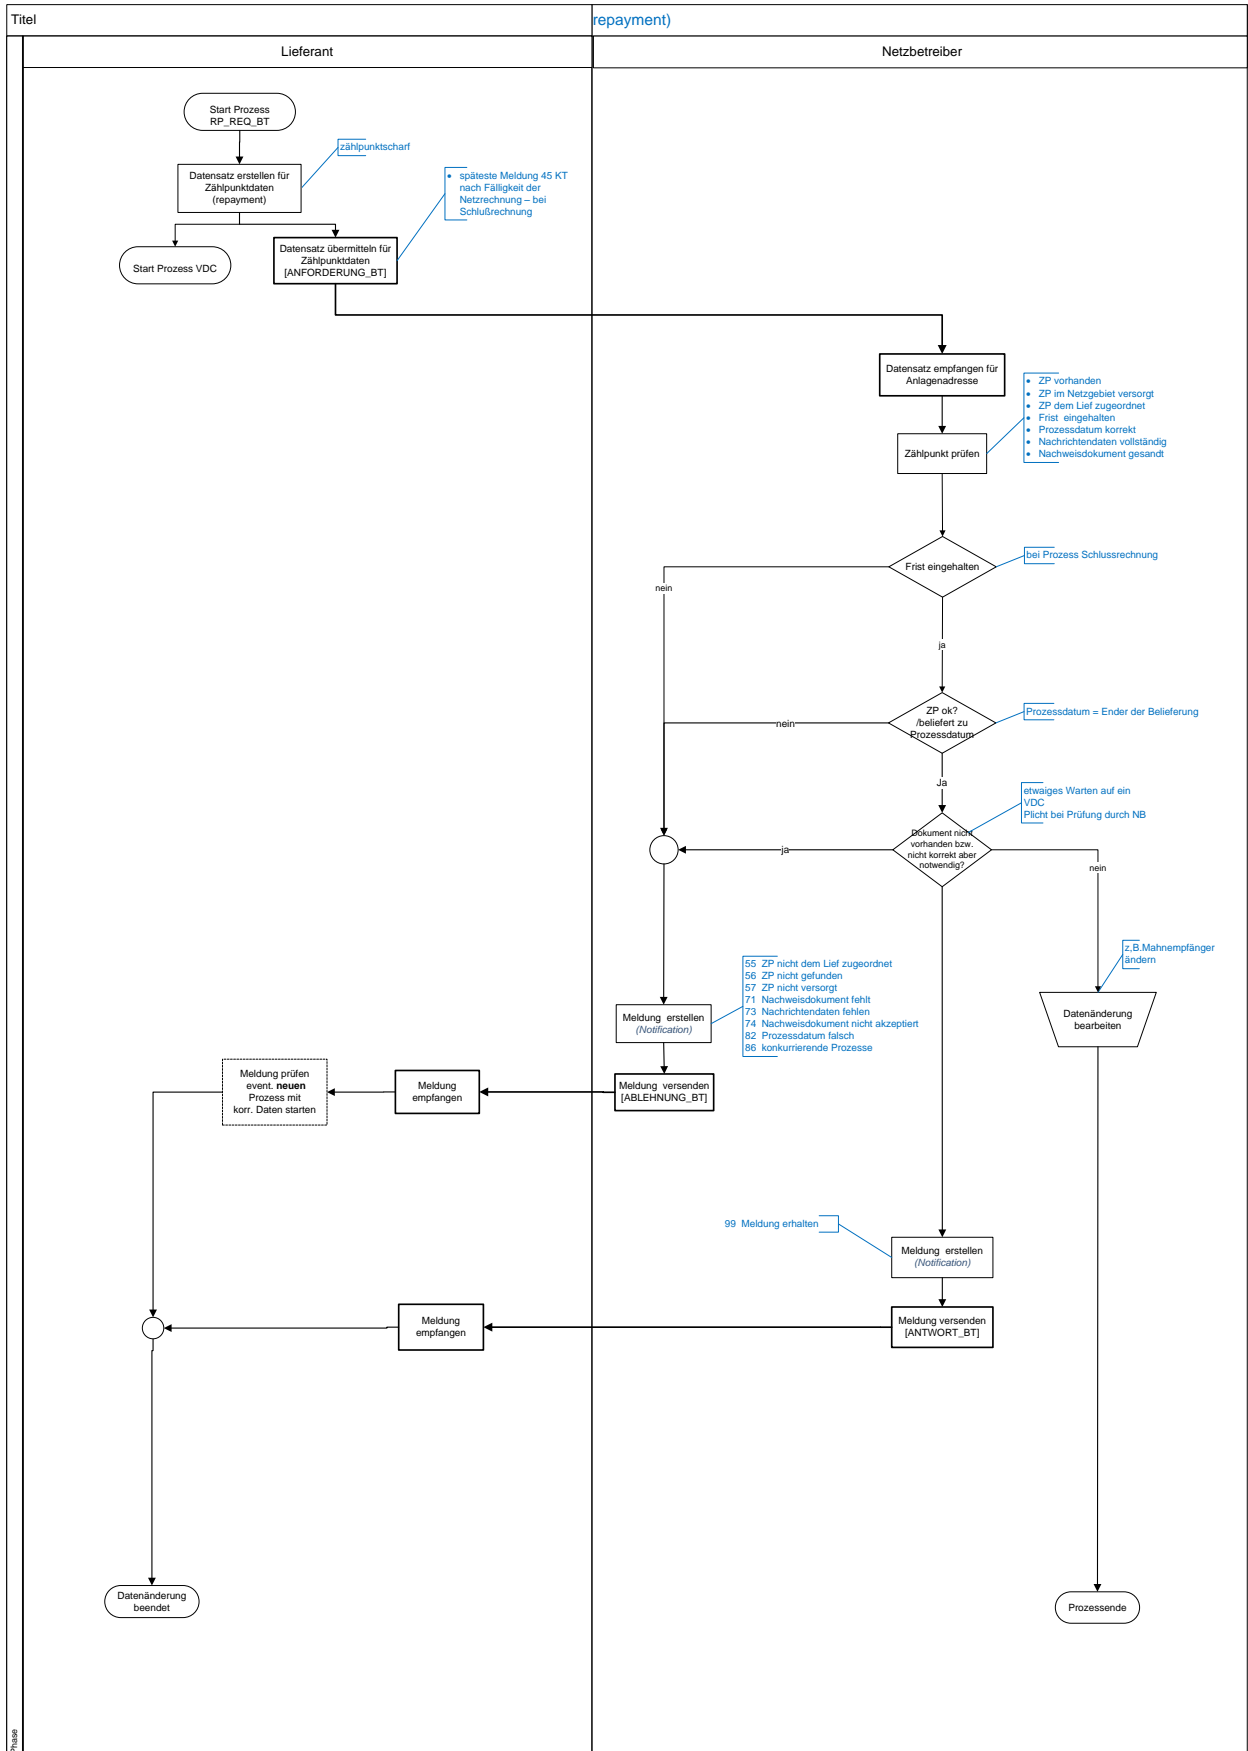 Titel
repayment)
Lieferant
Netzbetreiber
Start Prozess
RP_REQ_BT
zählpunktscharf
Datensatz erstellen für
Zählpunktdaten
(repayment)
• späteste Meldung 45 KT
nach Fälligkeit der
Netzrechnung – bei
Schlußrechnung
Start Prozess VDC
Datensatz übermitteln für
Zählpunktdaten
[ANFORDERUNG_BT]
Datensatz empfangen für
Anlagenadresse
• ZP vorhanden
• ZP im Netzgebiet versorgt
• ZP dem Lief zugeordnet
• Frist eingehalten
• Prozessdatum korrekt
• Nachrichtendaten vollständig
• Nachweisdokument gesandt
Zählpunkt prüfen
Frist eingehalten
bei Prozess Schlussrechnung
nein
ja
ZP ok?
/beliefert zu
Prozessdatum
Prozessdatum = Ender der Belieferung
nein
Ja
etwaiges Warten auf ein
VDC
Plicht bei Prüfung durch NB
Dokument nicht
vorhanden bzw.
nicht korrekt aber
notwendig?
ja
nein
z,B.Mahnempfänger
ändern
55 ZP nicht dem Lief zugeordnet
56 ZP nicht gefunden
57 ZP nicht versorgt
71 Nachweisdokument fehlt
73 Nachrichtendaten fehlen
74 Nachweisdokument nicht akzeptiert
82 Prozessdatum falsch
86 konkurrierende Prozesse
Meldung erstellen
(Notification)
Datenänderung
bearbeiten
Meldung prüfen
event. neuen
Prozess mit
korr. Daten starten
Meldung
empfangen
Meldung versenden
[ABLEHNUNG_BT]
99 Meldung erhalten
Meldung erstellen
(Notification)
Meldung
empfangen
Meldung versenden
[ANTWORT_BT]
Datenänderung
beendet
Prozessende
Phase